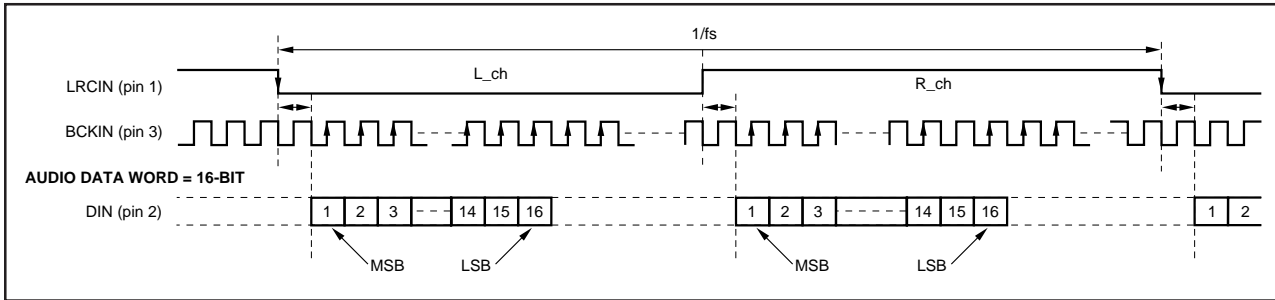 1/fs
LRCIN (pin 1)
L_ch
R_ch
BCKIN (pin 3)
AUDIO DATA WORD = 16-BIT
DIN (pin 2)
1 2 3 14 15 16 1 2 3 14 15 16 1 2
MSB LSB MSB LSB